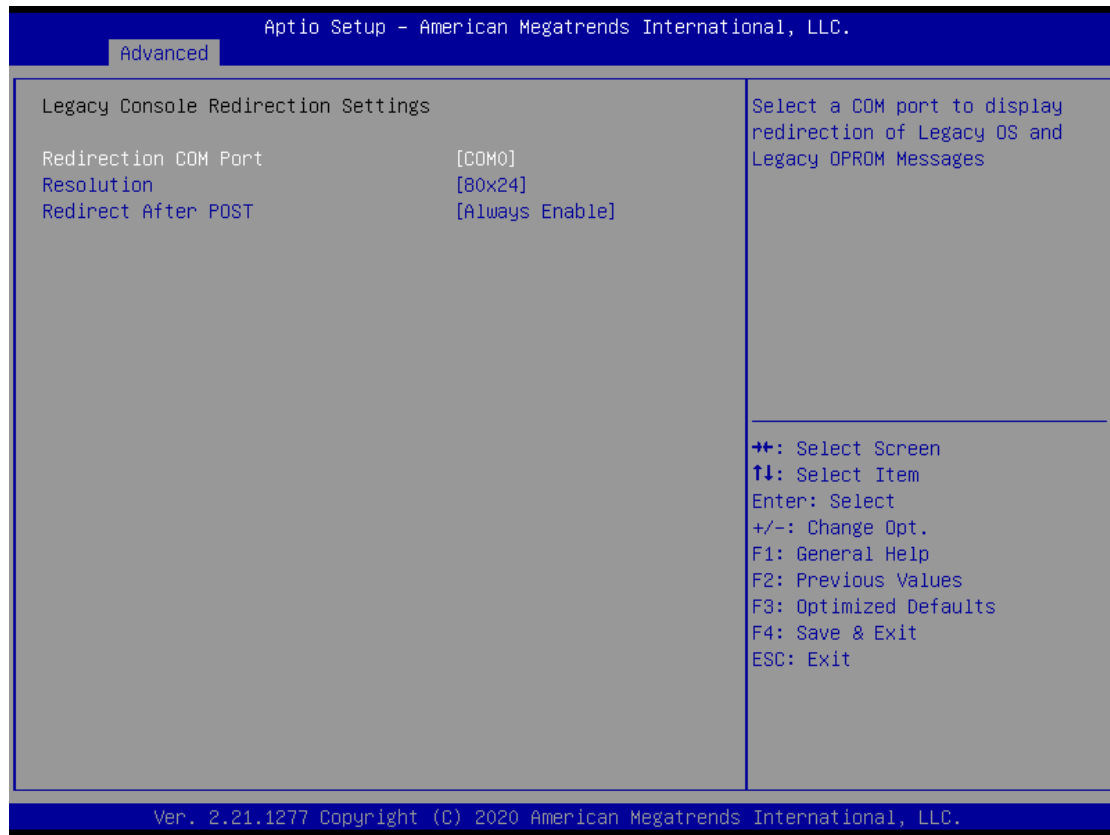 Aptio Setup – American Megatrends International, LLC.
Advanced
Legacy Console Redirection Settings
Redirection COM Port [COM0]
Resolution [80x24]
Redirect After POST [Always Enable]
Select a COM port to display
redirection of Legacy OS and
Legacy OPROM Messages
→←: Select Screen
↑↓: Select Item
Enter: Select
+/-: Change Opt.
F1: General Help
F2: Previous Values
F3: Optimized Defaults
F4: Save & Exit
ESC: Exit
Ver. 2.21.1277 Copyright (C) 2020 American Megatrends International, LLC.